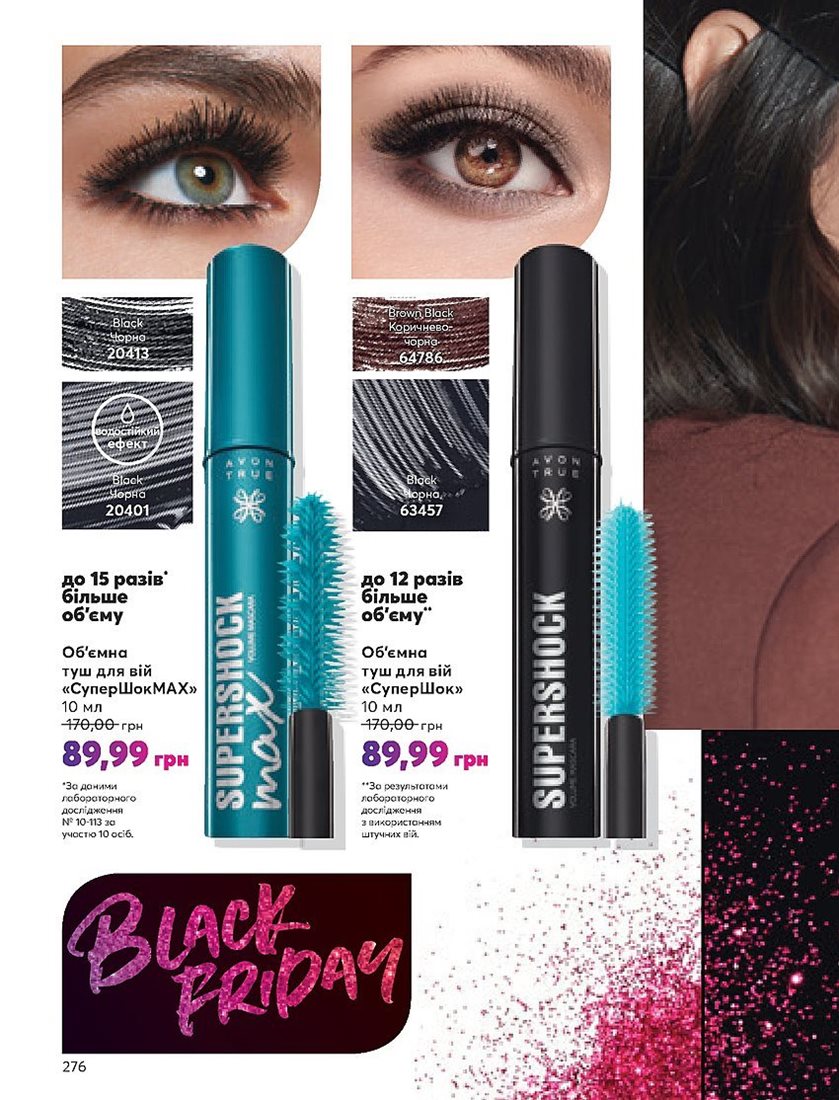 Black
Чорна
20413
водостійкий
ефект
Black
Чорна
20401
до 15 разів*
більше
об'єму
Об'ємна
туш для вій
«СуперШокMAX»
10 мл
170,00 грн
89,99 грн
*За даними
лабораторного
дослідження
№ 10-113 за
участю 10 осіб.
AVON
TRUE
SUPERSHOCK
max
VOLUME MASCARA
Brown Black
Коричнево-
чорна
64786
Black
Чорна
63457
до 12 разів
більше
об'єму**
Об'ємна
туш для вій
«СуперШок»
10 мл
170,00 грн
89,99 грн
**За результатами
лабораторного
дослідження
з використанням
штучних вій.
AVON
TRUE
SUPERSHOCK
VOLUME MASCARA
BLACK
FRIDAY
276